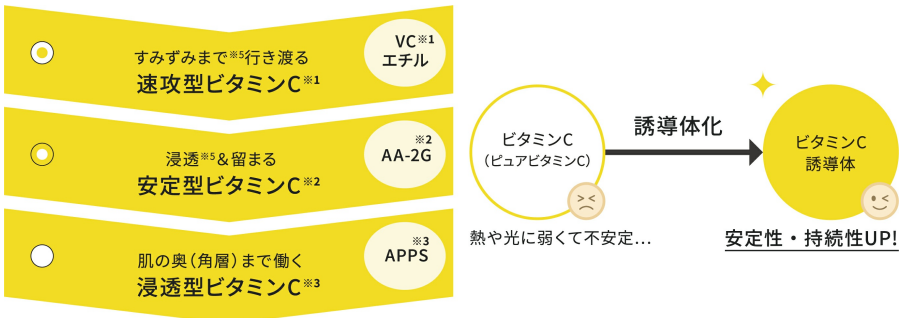 すみずみまで※5行き渡る
速攻型ビタミンC※1
VC※1
エチル
浸透※5&留まる
安定型ビタミンC※2
※2
AA-2G
肌の奥(角層)まで働く
浸透型ビタミンC※3
※3
APPS
ビタミンC
(ピュアビタミンC)
熱や光に弱くて不安定...
誘導体化
ビタミンC
誘導体
安定性・持続性UP!